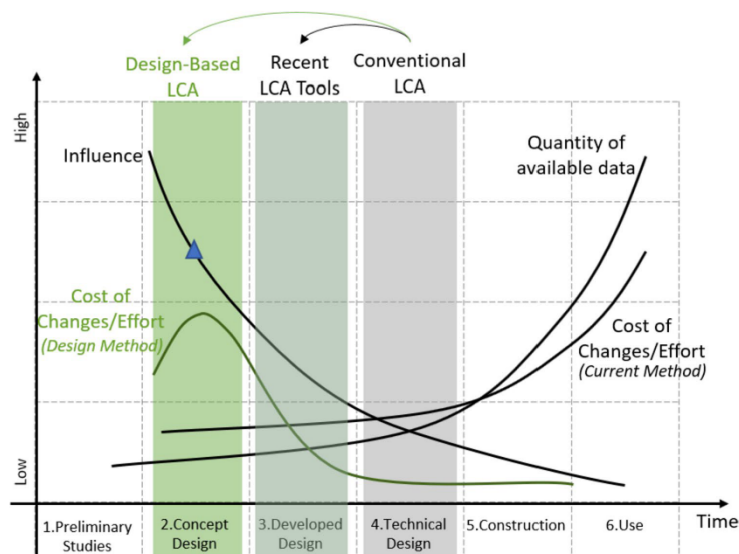 Design-Based
LCA
Recent
LCA Tools
Conventional
LCA
High
Influence
Quantity of
available data
Cost of
Changes/Effort
(Design Method)
Cost of
Changes/Effort
(Current Method)
Low
Time
1.Preliminary
Studies
2.Concept
Design
3.Developed
Design
4.Technical
Design
5.Construction
6.Use